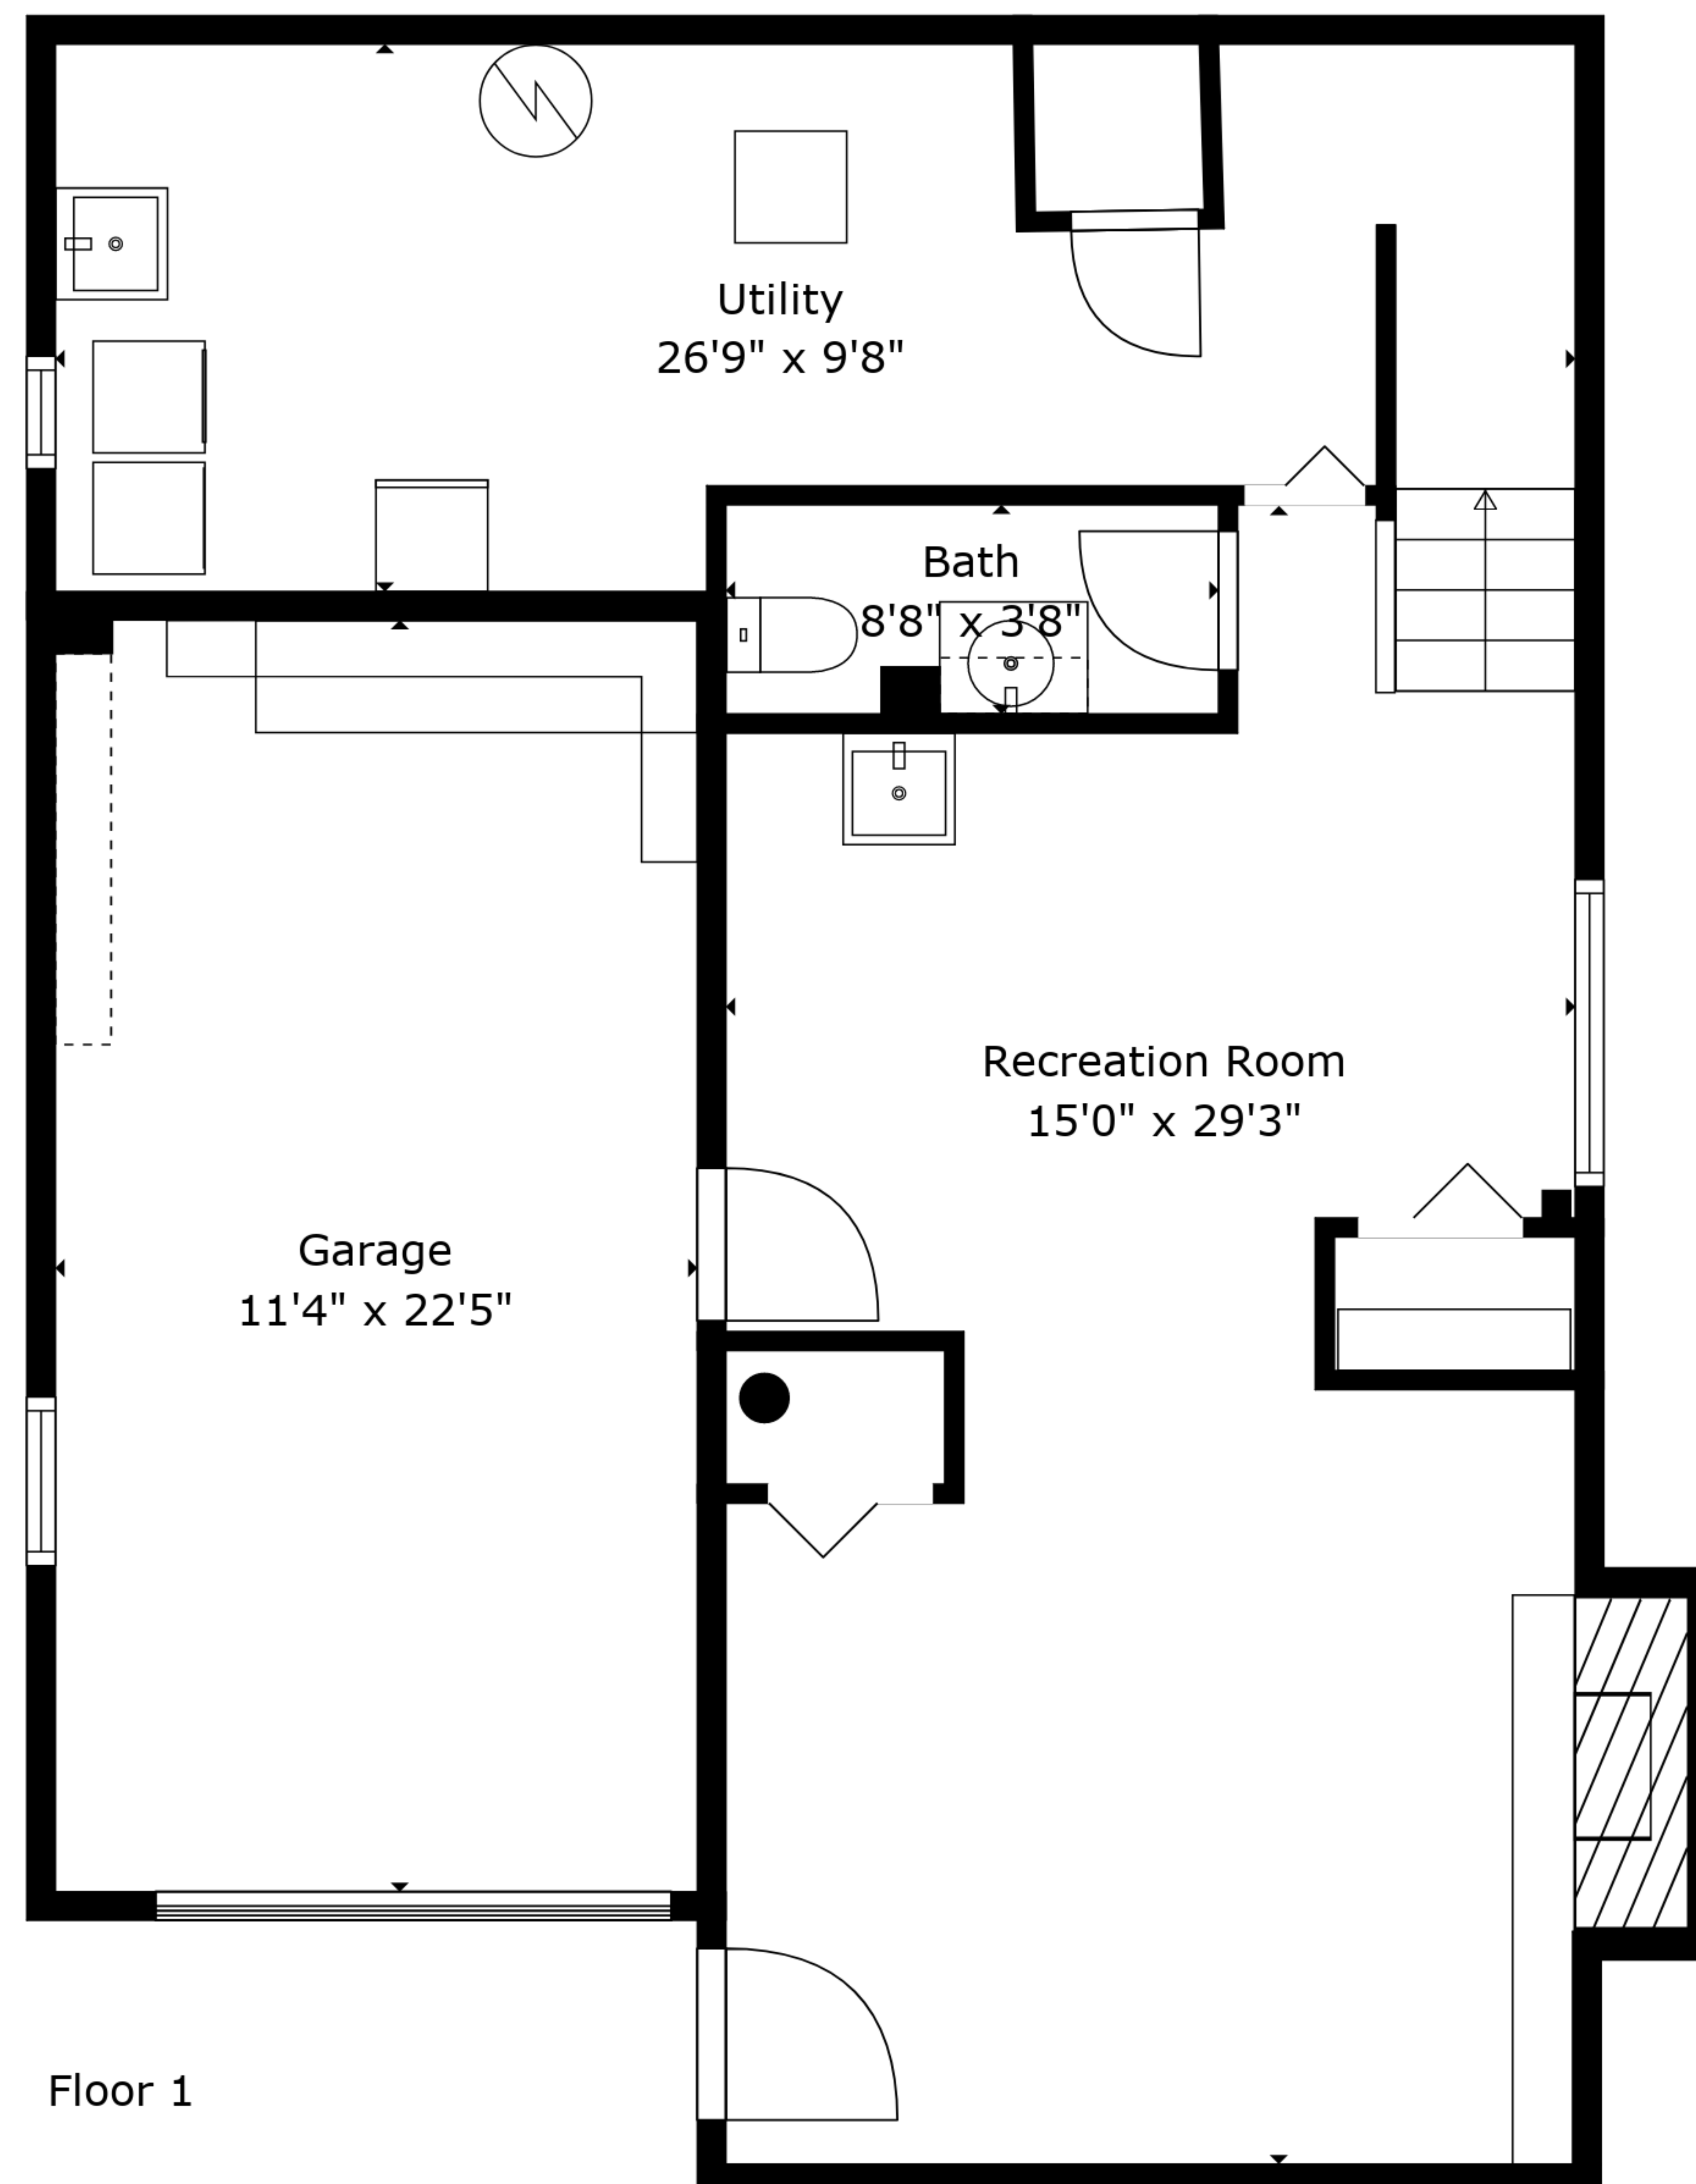 Utility
26'9" x 9'8"
Bath
8'8" x 3'8"
Recreation Room
15'0" x 29'3"
Garage
11'4" x 22'5"
Floor 1